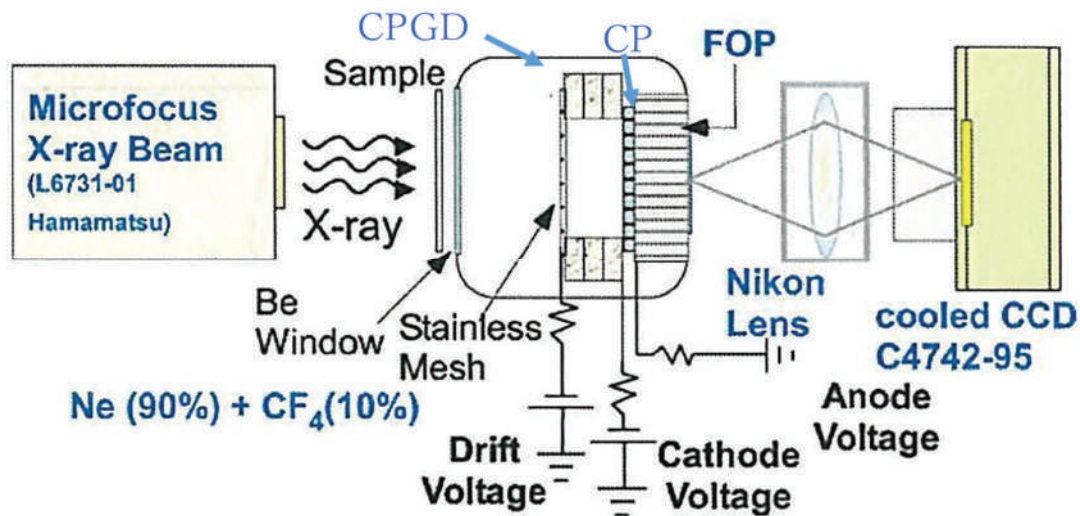 CPGD
CP
FOP
Sample
Microfocus
X-ray Beam
(L6731-01
Hamamatsu)
X-ray
Be
Window
Stainless
Mesh
Nikon
Lens
cooled CCD
C4742-95
Ne (90%) + CF₄(10%)
Drift
Voltage
Cathode
Voltage
Anode
Voltage